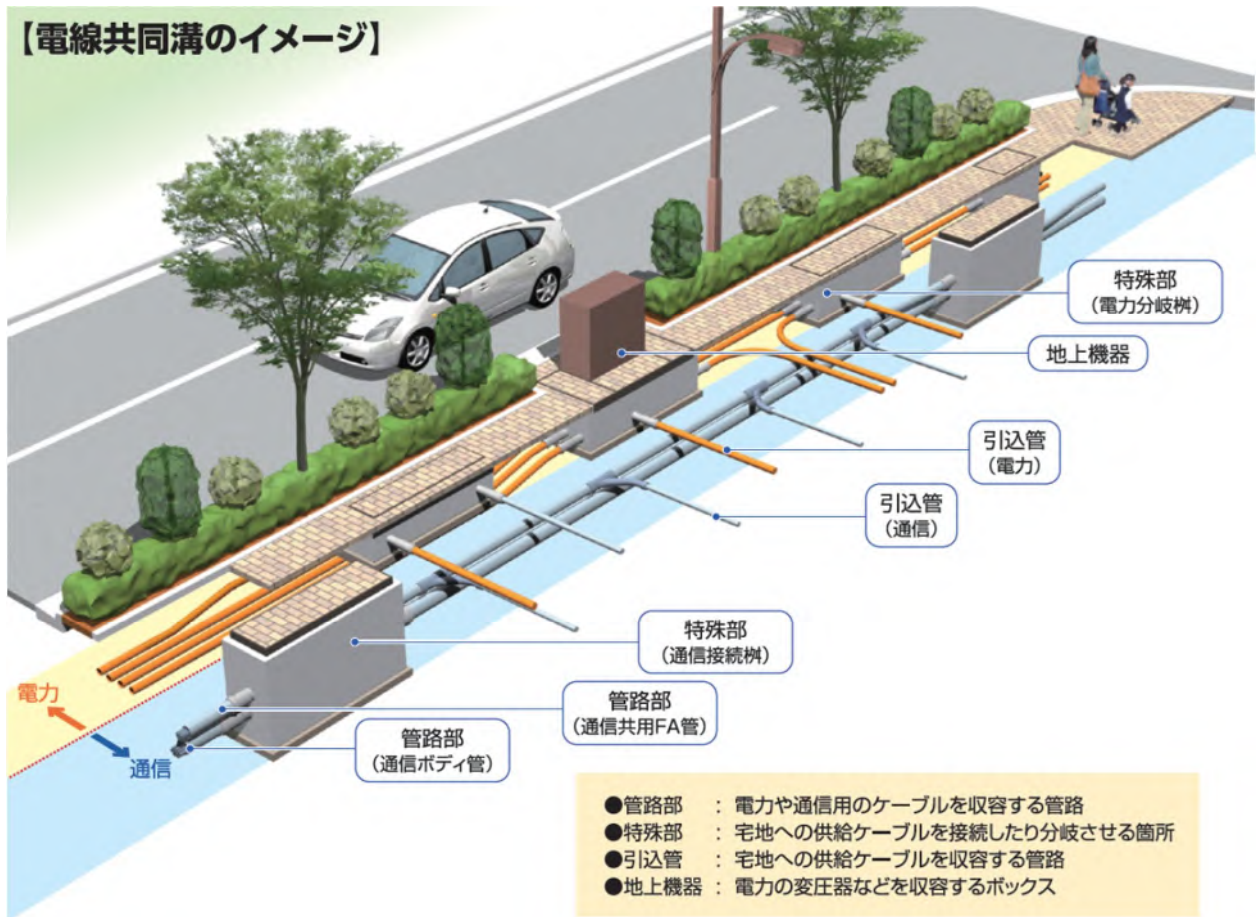 【電線共同溝のイメージ】
特殊部
(電力分岐桝)
地上機器
引込管
(電力)
引込管
(通信)
特殊部
(通信接続桝)
管路部
(通信共用FA管)
管路部
(通信ボディ管)
電力
通信
●管路部 : 電力や通信用のケーブルを収容する管路
●特殊部 : 宅地への供給ケーブルを接続したり分岐させる箇所
●引込管 : 宅地への供給ケーブルを収容する管路
●地上機器 : 電力の変圧器などを収容するボックス